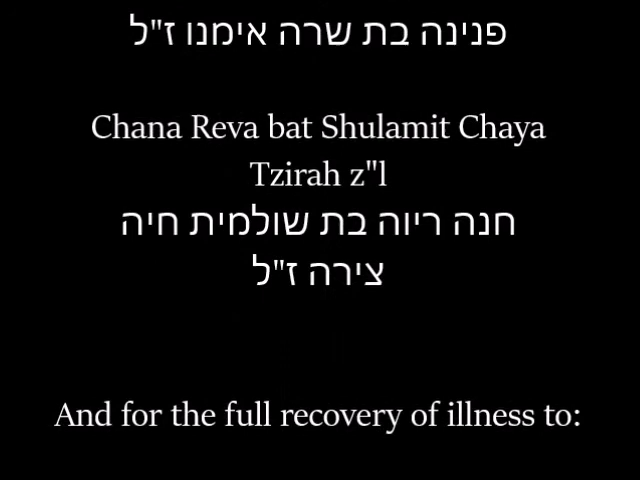 פנינה בת שרה אימנו ז"ל
Chana Reva bat Shulamit Chaya
Tzirah z"l
חנה ריוה בת שולמית חיה
צירה ז"ל
And for the full recovery of illness to: